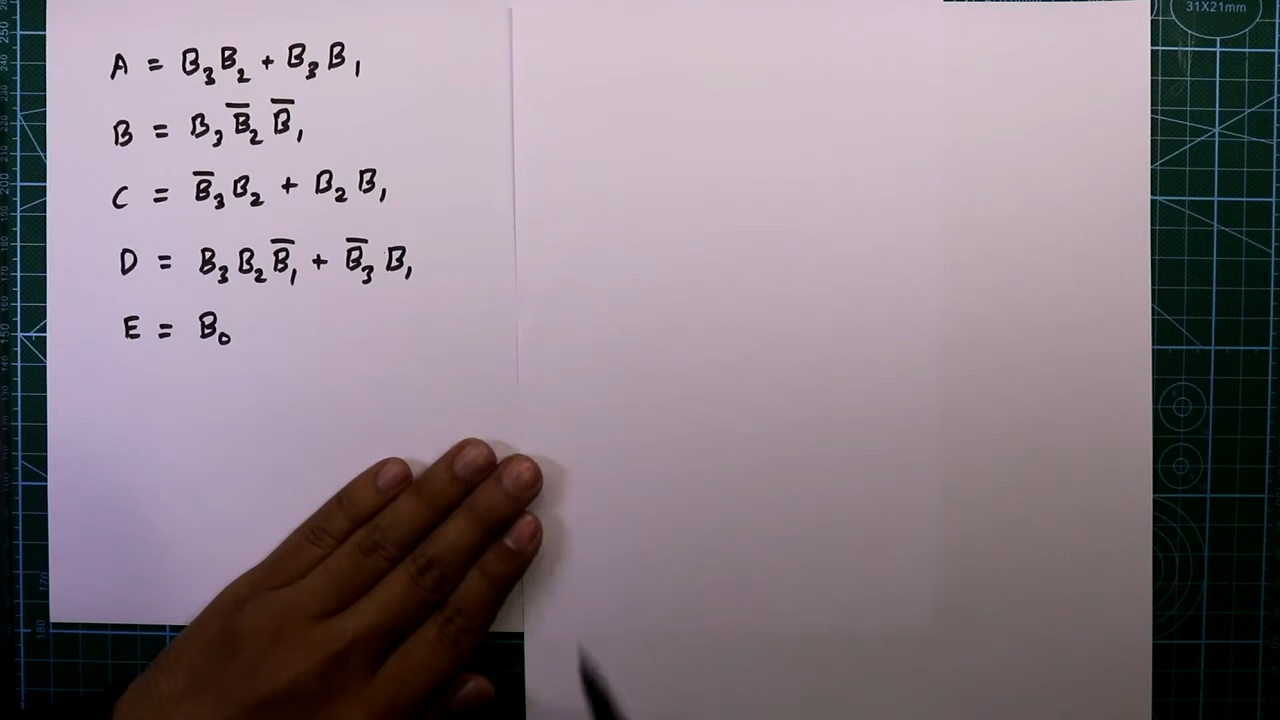 A = B₃B₂ + B₃B₁
B = B₃B̅₂B̅₁
C = B̅₃B₂ + B₂B₁
D = B₃B₂B̅₁ + B̅₃B₁
E = B₀
31X21mm